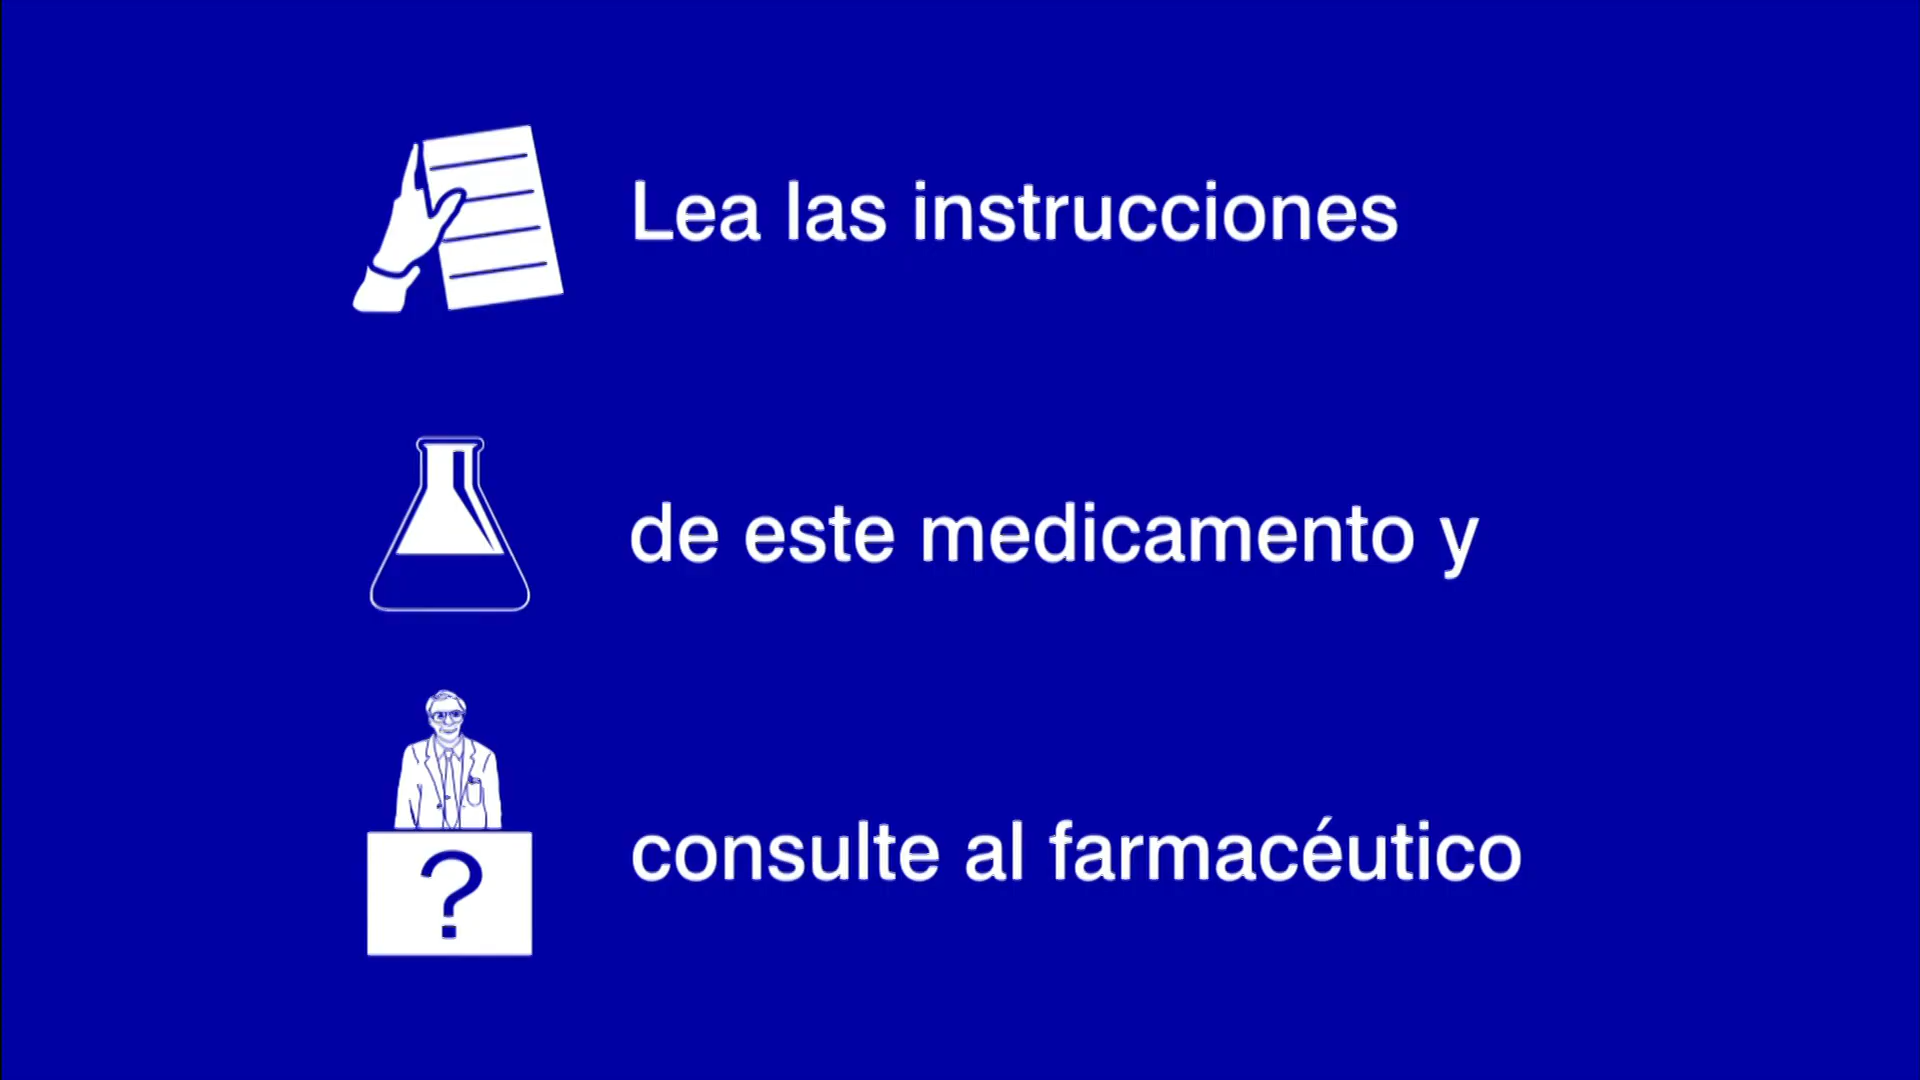 Lea las instrucciones
de este medicamento y
consulte al farmacéutico
?